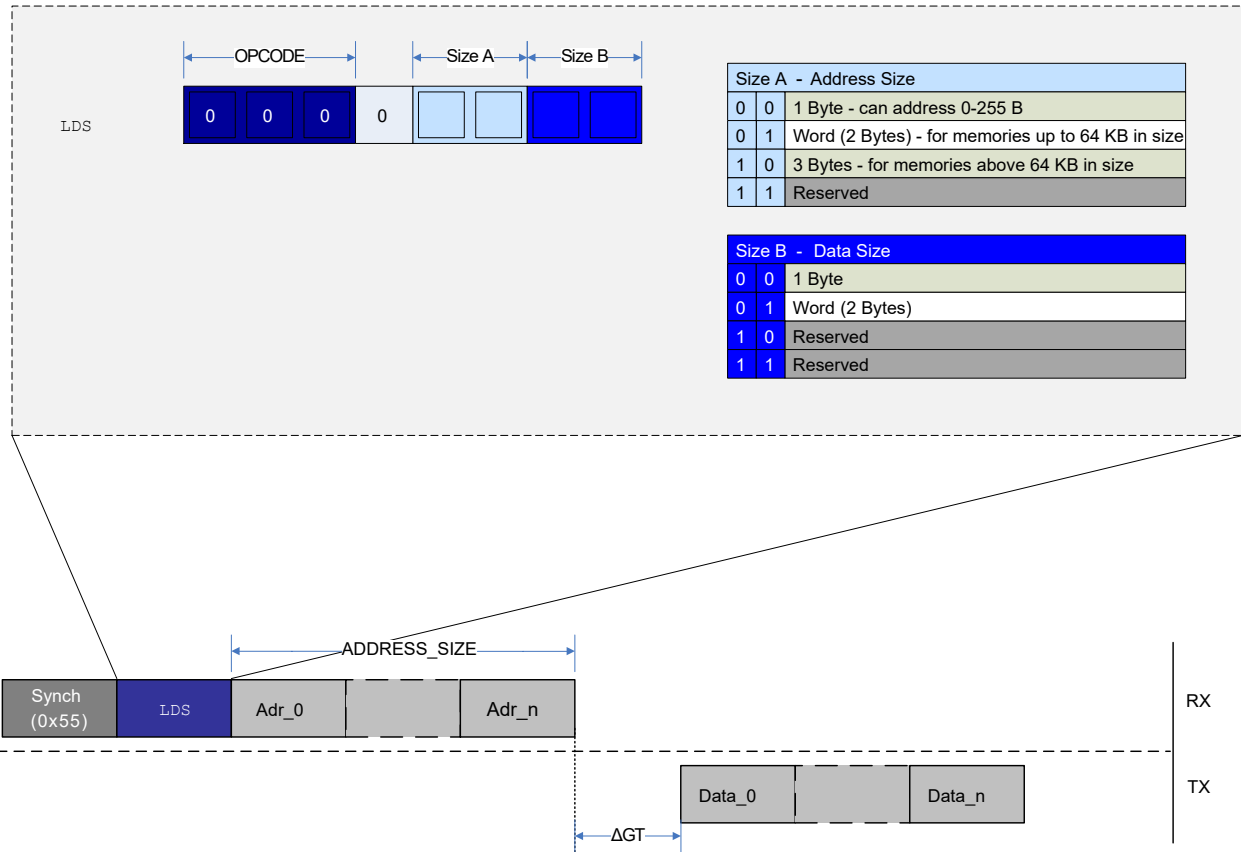 OPCODE Size A Size B
LDS 0 0 0 0
Size A - Address Size
0 0 1 Byte - can address 0-255 B
0 1 Word (2 Bytes) - for memories up to 64 KB in size
1 0 3 Bytes - for memories above 64 KB in size
1 1 Reserved
Size B - Data Size
0 0 1 Byte
0 1 Word (2 Bytes)
1 0 Reserved
1 1 Reserved
ADDRESS_SIZE
Synch
(0x55)
LDS Adr_0 Adr_n RX
Data_0 Data_n TX
ΔGT